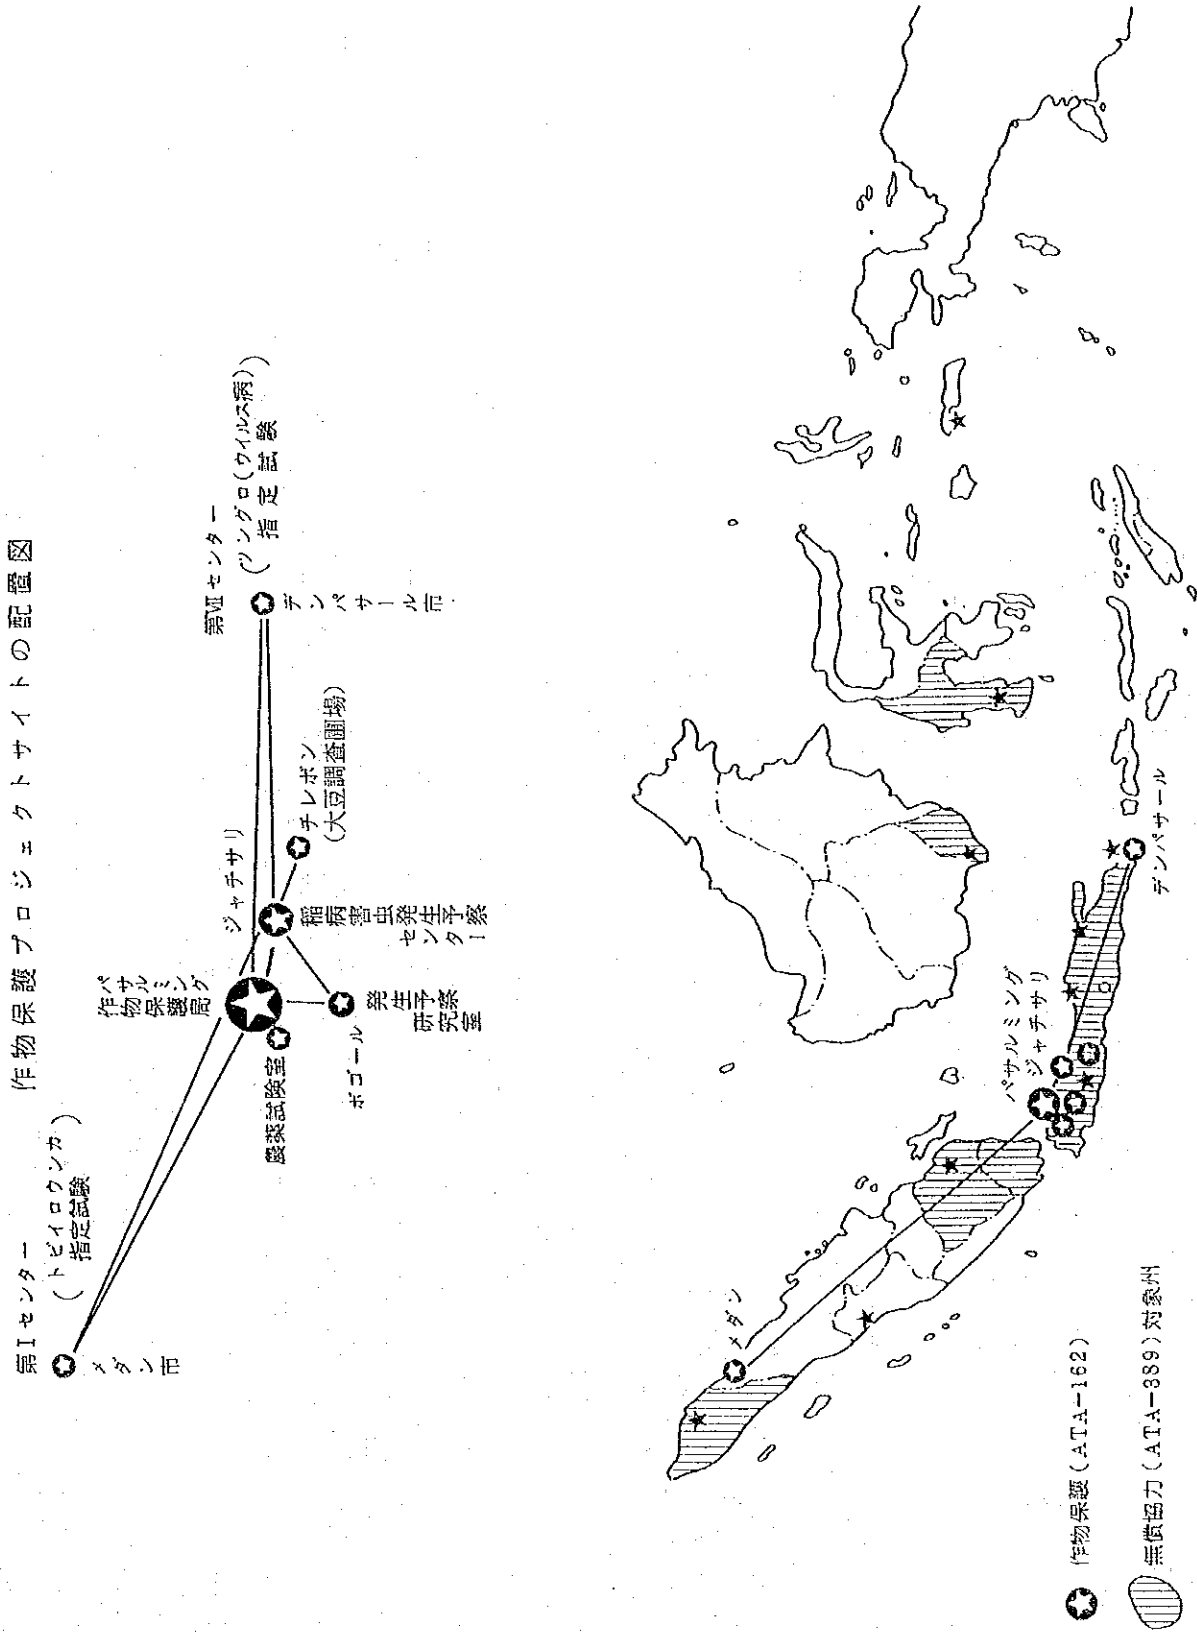 作物保護プロジェクトサイトの配置図
第Iセンター
(トビイロウンカ)
指定試験
メダン市
パサルミング
作物保護局
ジャチサリ
農薬試験室
ボゴール
発生予察
研究室
稲病害虫発生予察
センター
チレボン
(大豆調査圃場)
第Ⅶセンター
(ツングロ(ウイルス病))
指定試験
デンパサール市
メダン
パサルミング
ジャチサリ
デンパサール
作物保護(ATA-162)
無償協力(ATA-389)対象州